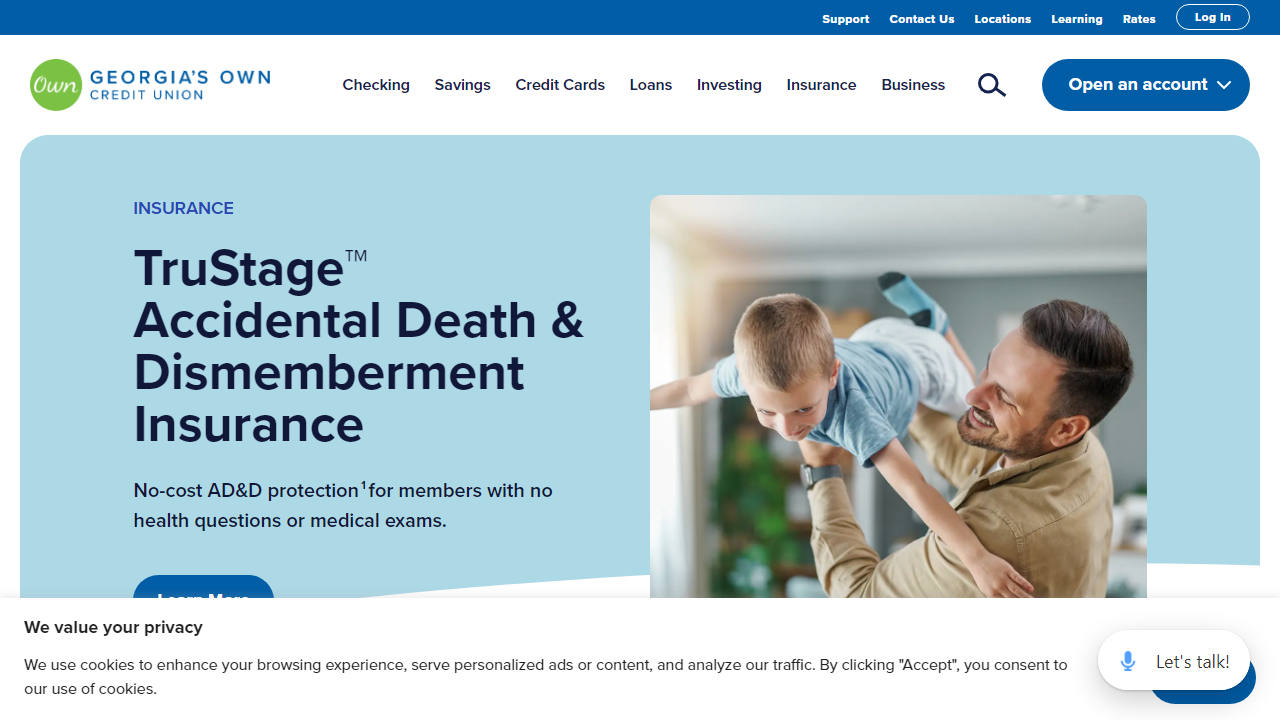 Support Contact Us Locations Learning Rates Log In
Own GEORGIA'S OWN
CREDIT UNION
Checking Savings Credit Cards Loans Investing Insurance Business Open an account
INSURANCE
TruStage™
Accidental Death &
Dismemberment
Insurance
No-cost AD&D protection¹ for members with no
health questions or medical exams.
Learn More
We value your privacy
We use cookies to enhance your browsing experience, serve personalized ads or content, and analyze our traffic. By clicking "Accept", you consent to
our use of cookies.
Let's talk!